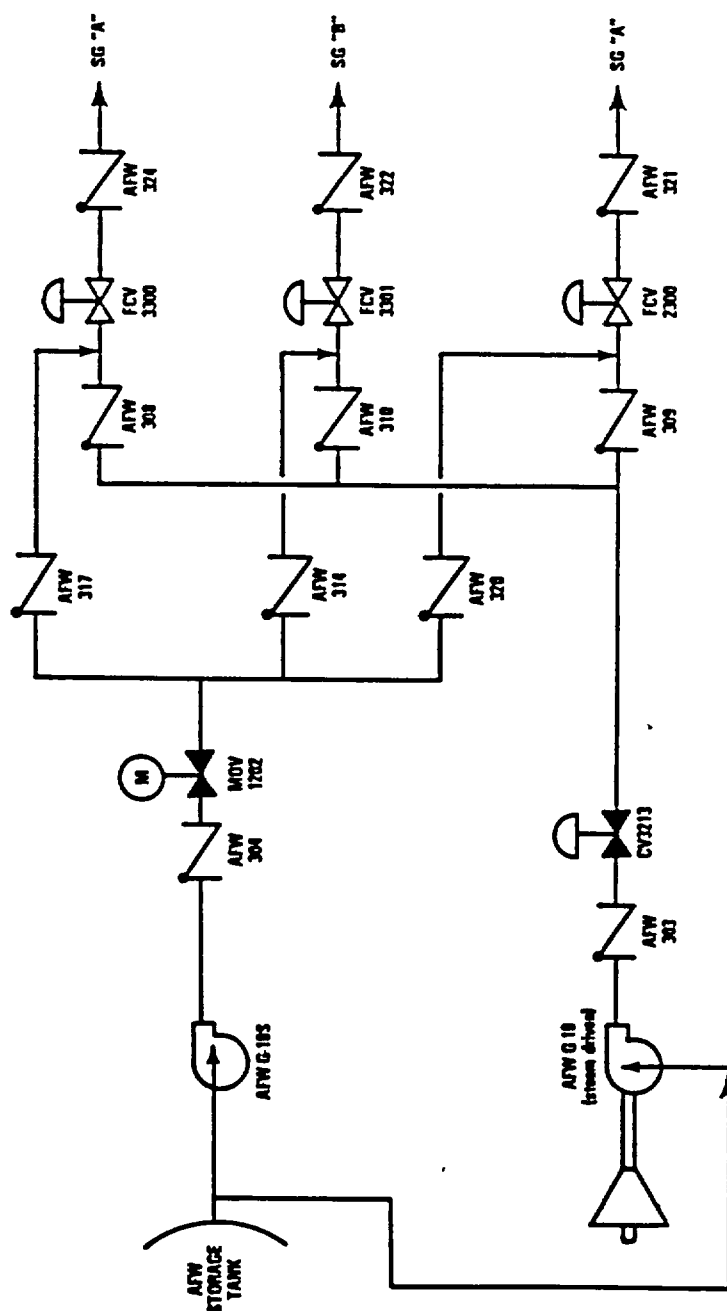 SG "A"
SG "B"
SG "A"
AFW
324
AFW
322
AFW
321
FCV
3300
FCV
3301
FCV
2300
AFW
308
AFW
310
AFW
309
AFW
317
AFW
314
AFW
320
M
MOV
1202
AFW
304
CV3213
AFW
303
AFW G-10S
AFW G 10
(steam driven)
AFW
STORAGE
TANK